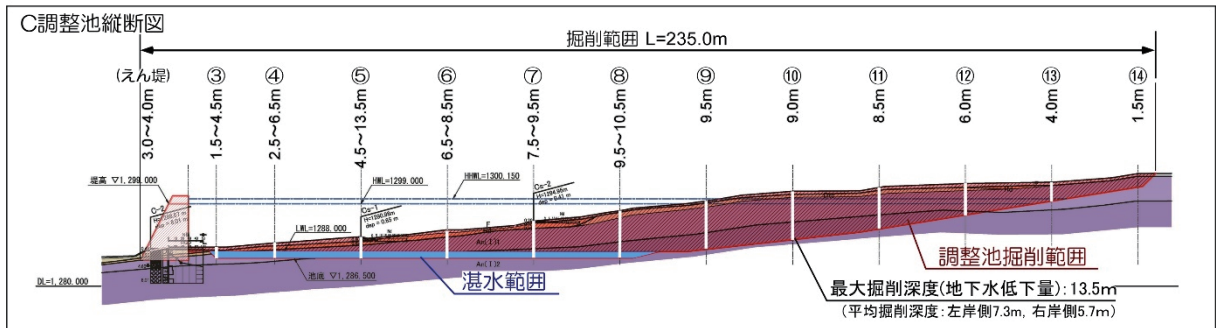 C調整池縦断図
掘削範囲 L=235.0m
(えん堤)
③
④
⑤
⑥
⑦
⑧
⑨
⑩
⑪
⑫
⑬
⑭
3.0～4.0m
1.5～4.5m
2.5～6.5m
4.5～13.5m
6.5～8.5m
7.5～9.5m
9.5～10.5m
9.5m
9.0m
8.5m
6.0m
4.0m
1.5m
堤高 ▽1,299.000
HWL=1299.000
HHWL=1300.150
C-2
Cs-1
Cs-2
LWL=1288.000
池底 ▽1,286.500
DL=1,280.000
湛水範囲
調整池掘削範囲
最大掘削深度(地下水低下量):13.5m
(平均掘削深度:左岸側7.3m, 右岸側5.7m)